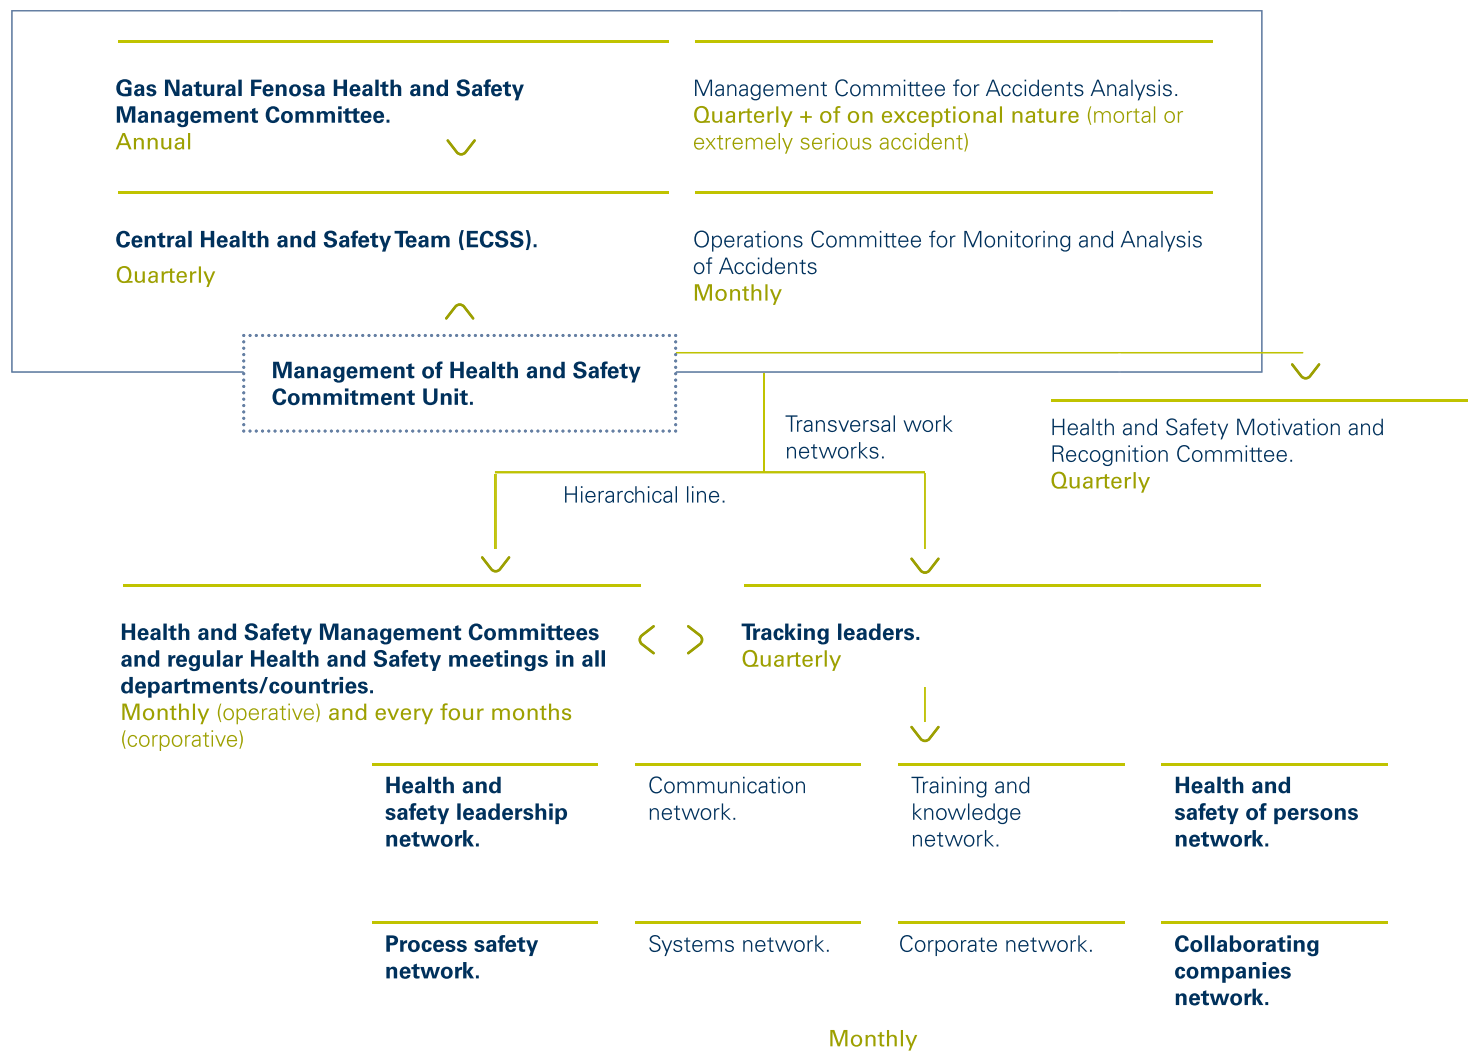 Gas Natural Fenosa Health and Safety
Management Committee.
Annual
Management Committee for Accidents Analysis.
Quarterly + of on exceptional nature (mortal or
extremely serious accident)
Central Health and Safety Team (ECSS).
Quarterly
Operations Committee for Monitoring and Analysis
of Accidents
Monthly
Management of Health and Safety
Commitment Unit.
Transversal work
networks.
Health and Safety Motivation and
Recognition Committee.
Quarterly
Hierarchical line.
Health and Safety Management Committees
and regular Health and Safety meetings in all
departments/countries.
Monthly (operative) and every four months
(corporative)
Tracking leaders.
Quarterly
Health and
safety leadership
network.
Communication
network.
Training and
knowledge
network.
Health and
safety of persons
network.
Process safety
network.
Systems network.
Corporate network.
Collaborating
companies
network.
Monthly